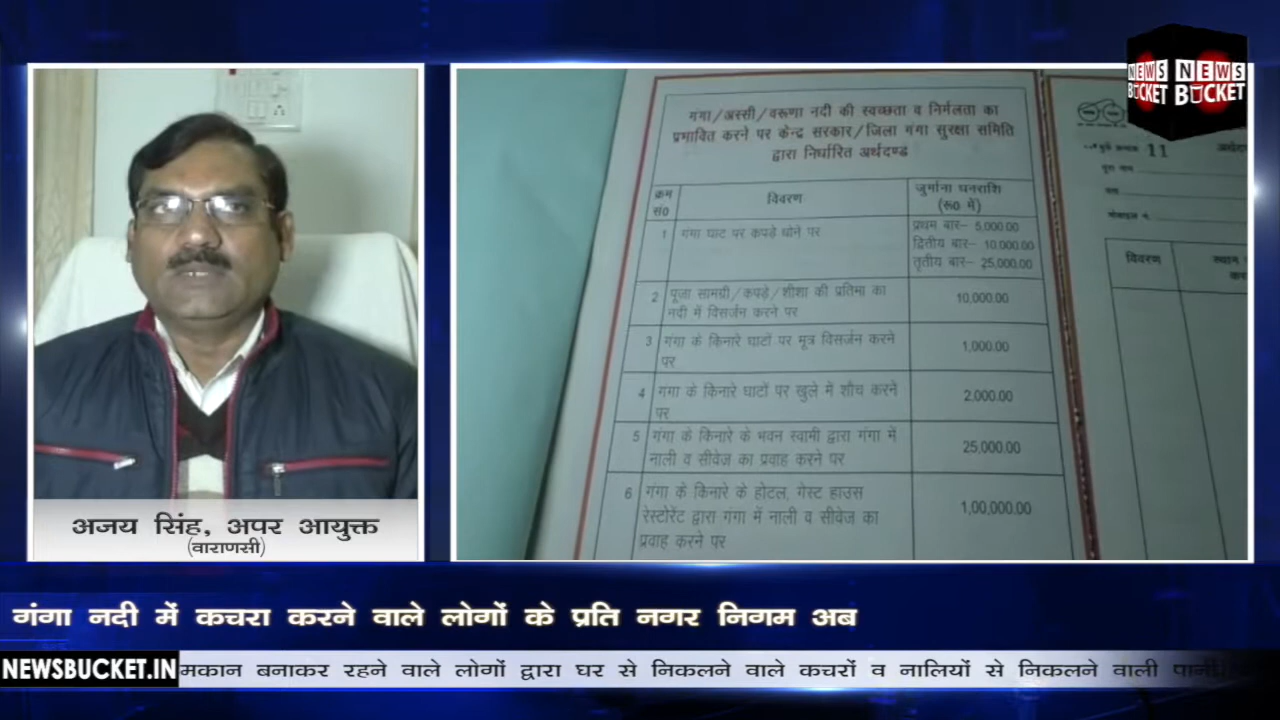 NEWS NEWS
BUCKET BUCKET
गंगा/अस्सी/वरूणा नदी की स्वच्छता व निर्मलता का
प्रभावित करने पर केन्द्र सरकार/जिला गंगा सुरक्षा समिति
द्वारा निर्धारित अर्थदण्ड
क्रम सं0
विवरण
जुर्माना धनराशि (रू0 में)
1 गंगा घाट पर कपड़े धोने पर
प्रथम बार– 5,000.00
द्वितीय बार– 10,000.00
तृतीय बार– 25,000.00
2 पूजा सामग्री/कपड़े/शीशा की प्रतिमा का
नदी में विसर्जन करने पर
10,000.00
3 गंगा के किनारे घाटों पर मूत्र विसर्जन करने
पर
1,000.00
4 गंगा के किनारे घाटों पर खुले में शौच करने
पर
2,000.00
5 गंगा के किनारे के भवन स्वामी द्वारा गंगा में
नाली व सीवेज का प्रवाह करने पर
25,000.00
6 गंगा के किनारे के होटल, गेस्ट हाउस
रेस्टोरेंट द्वारा गंगा में नाली व सीवेज का
प्रवाह करने पर
1,00,000.00
11
पूरा नाम
पता
मोबाइल नं.
विवरण
स्थान
अजय सिंह, अपर आयुक्त
(वाराणसी)
गंगा नदी में कचरा करने वाले लोगों के प्रति नगर निगम अब
NEWSBUCKET.IN मकान बनाकर रहने वाले लोगों द्वारा घर से निकलने वाले कचरों व नालियों से निकलने वाली पानी